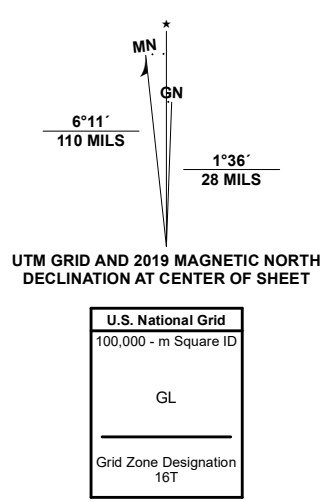 MN
GN
6°11´
110 MILS
1°36´
28 MILS
UTM GRID AND 2019 MAGNETIC NORTH
DECLINATION AT CENTER OF SHEET
U.S. National Grid
100,000 - m Square ID
GL
Grid Zone Designation
16T